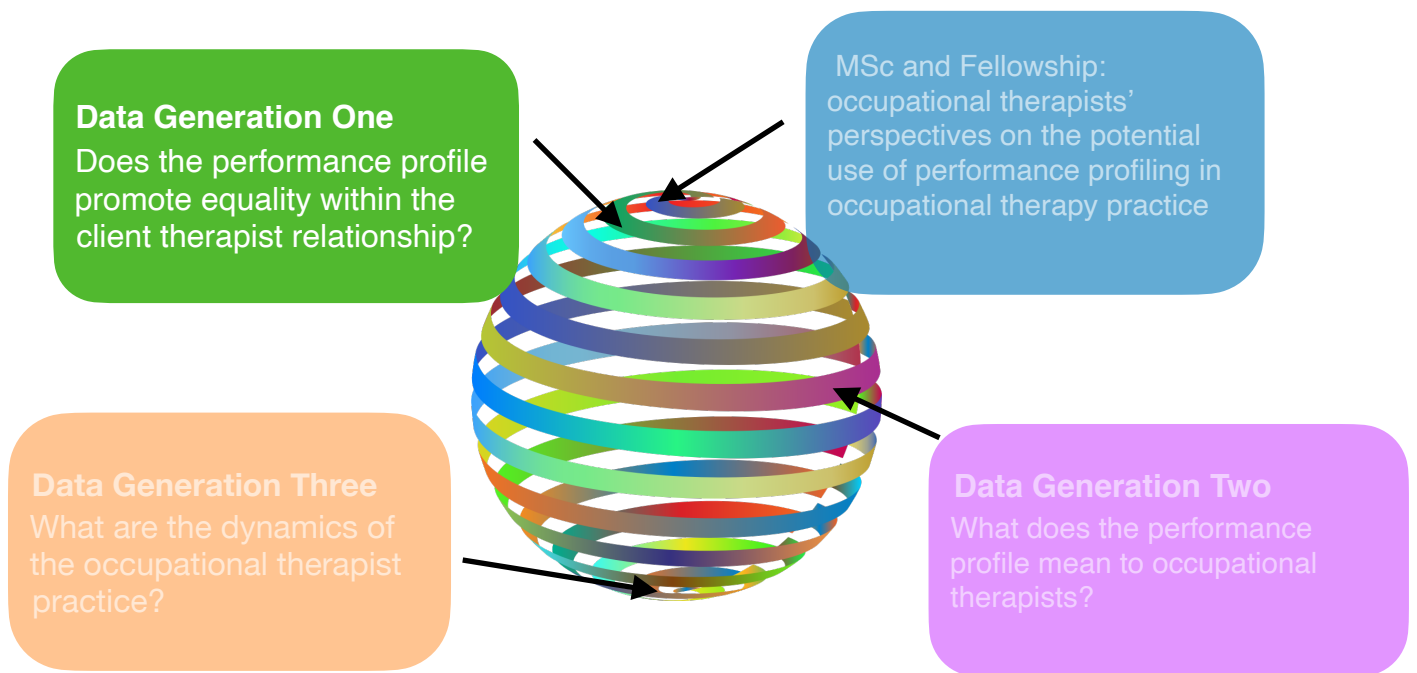 Data Generation One
Does the performance profile
promote equality within the
client therapist relationship?
MSc and Fellowship:
occupational therapists’
perspectives on the potential
use of performance profiling in
occupational therapy practice
Data Generation Three
What are the dynamics of
the occupational therapist
practice?
Data Generation Two
What does the performance
profile mean to occupational
therapists?